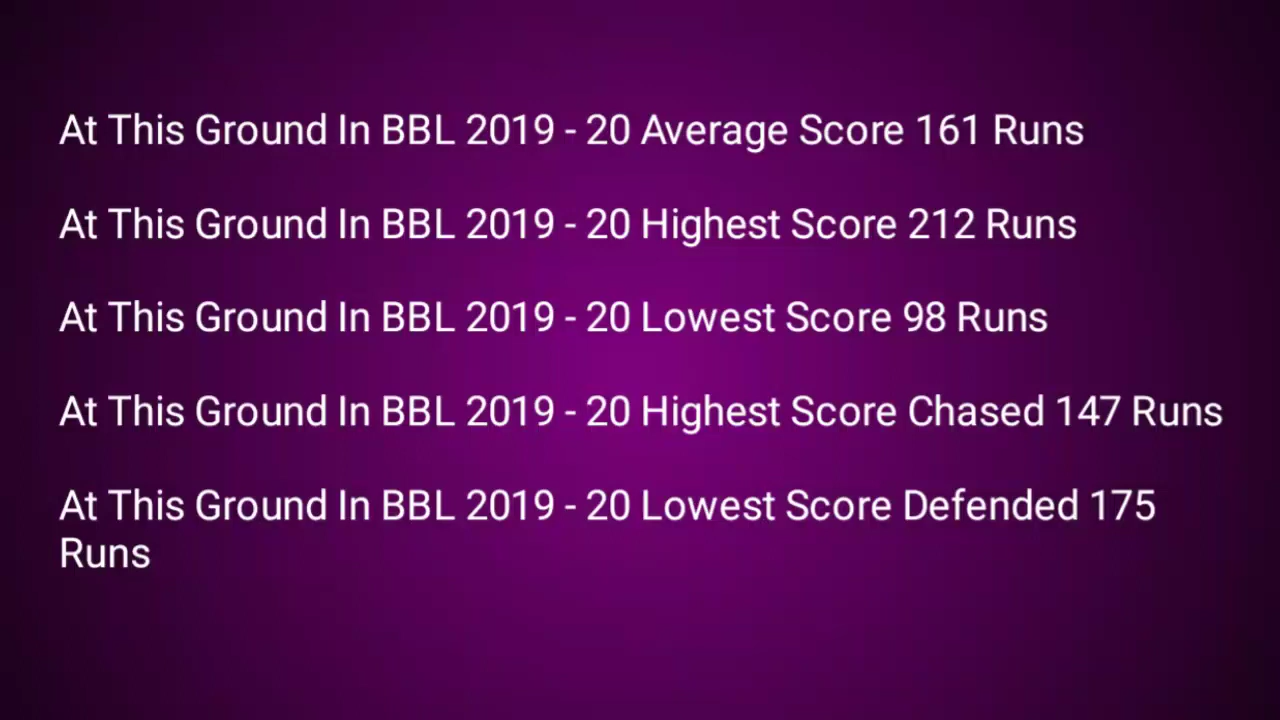 At This Ground In BBL 2019 - 20 Average Score 161 Runs
At This Ground In BBL 2019 - 20 Highest Score 212 Runs
At This Ground In BBL 2019 - 20 Lowest Score 98 Runs
At This Ground In BBL 2019 - 20 Highest Score Chased 147 Runs
At This Ground In BBL 2019 - 20 Lowest Score Defended 175
Runs